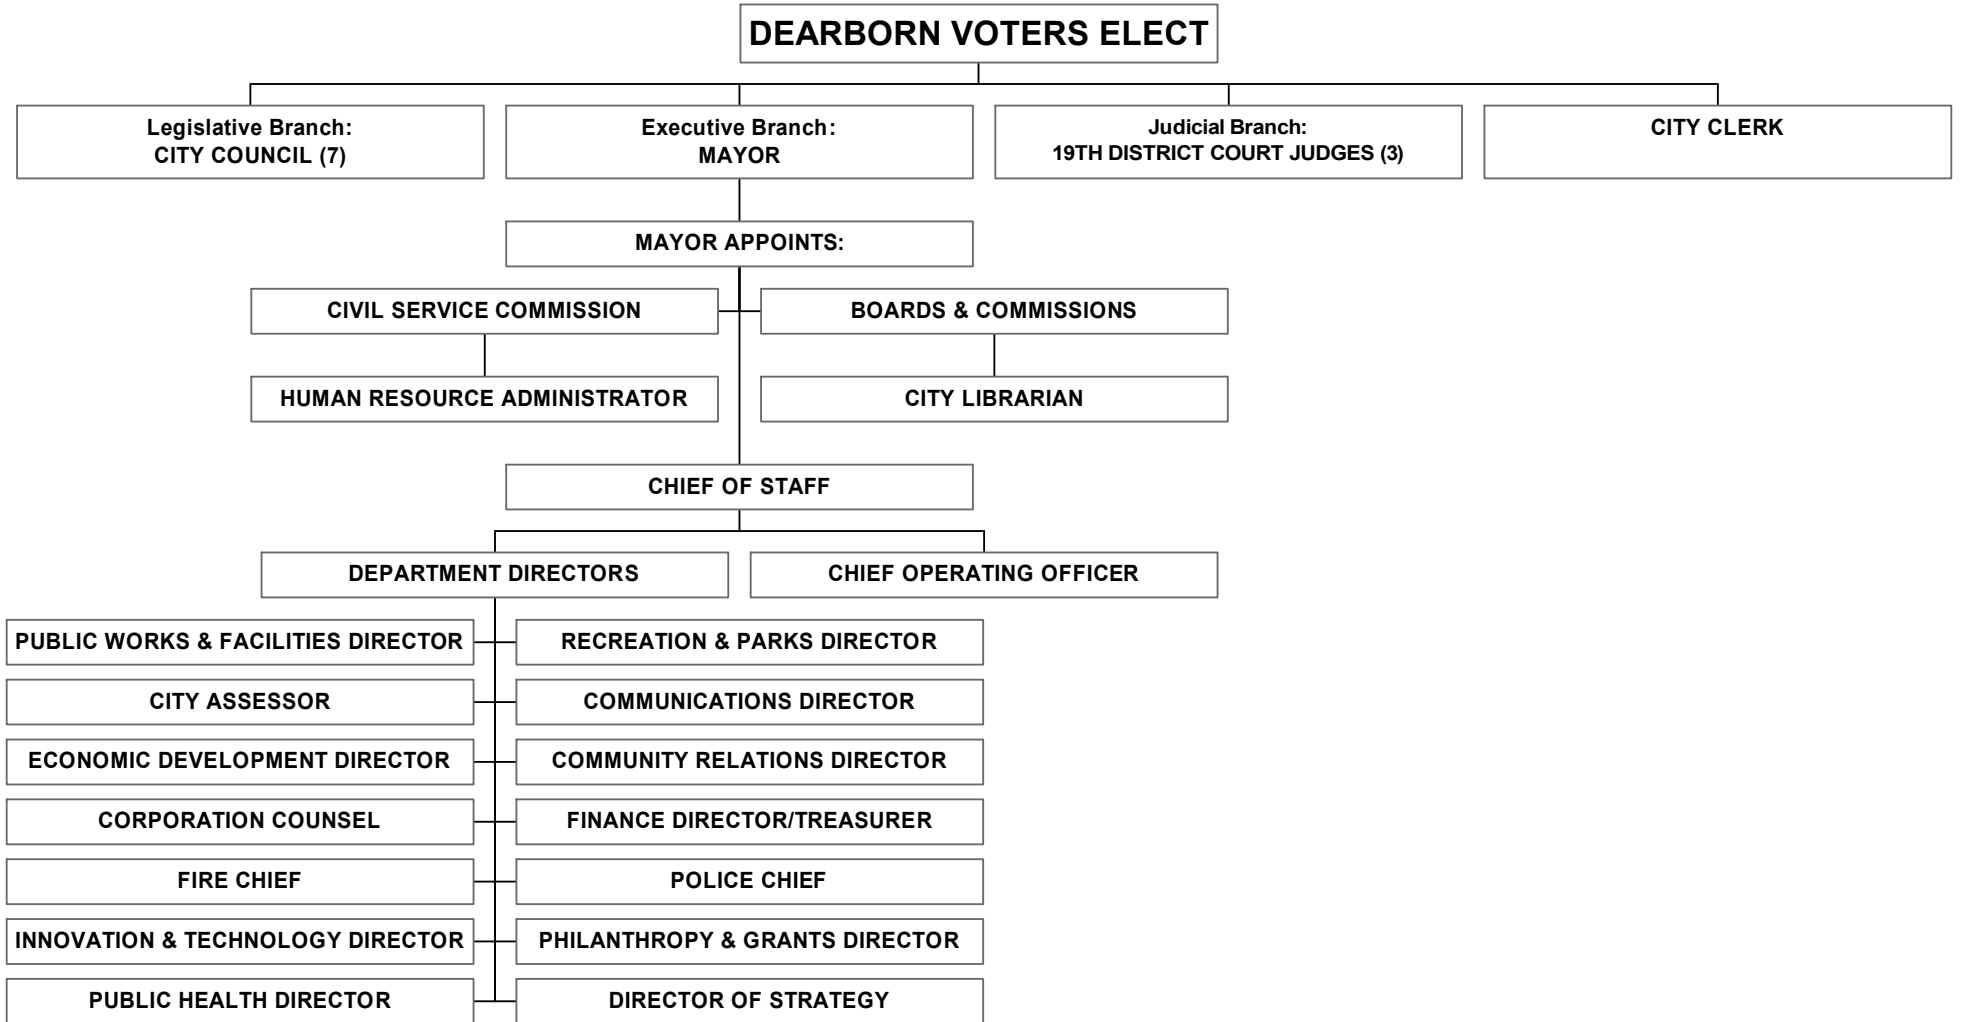 DEARBORN VOTERS ELECT
Legislative Branch:
CITY COUNCIL (7)
Executive Branch:
MAYOR
Judicial Branch:
19TH DISTRICT COURT JUDGES (3)
CITY CLERK
MAYOR APPOINTS:
CIVIL SERVICE COMMISSION
BOARDS & COMMISSIONS
HUMAN RESOURCE ADMINISTRATOR
CITY LIBRARIAN
CHIEF OF STAFF
DEPARTMENT DIRECTORS
CHIEF OPERATING OFFICER
PUBLIC WORKS & FACILITIES DIRECTOR
RECREATION & PARKS DIRECTOR
CITY ASSESSOR
COMMUNICATIONS DIRECTOR
ECONOMIC DEVELOPMENT DIRECTOR
COMMUNITY RELATIONS DIRECTOR
CORPORATION COUNSEL
FINANCE DIRECTOR/TREASURER
FIRE CHIEF
POLICE CHIEF
INNOVATION & TECHNOLOGY DIRECTOR
PHILANTHROPY & GRANTS DIRECTOR
PUBLIC HEALTH DIRECTOR
DIRECTOR OF STRATEGY